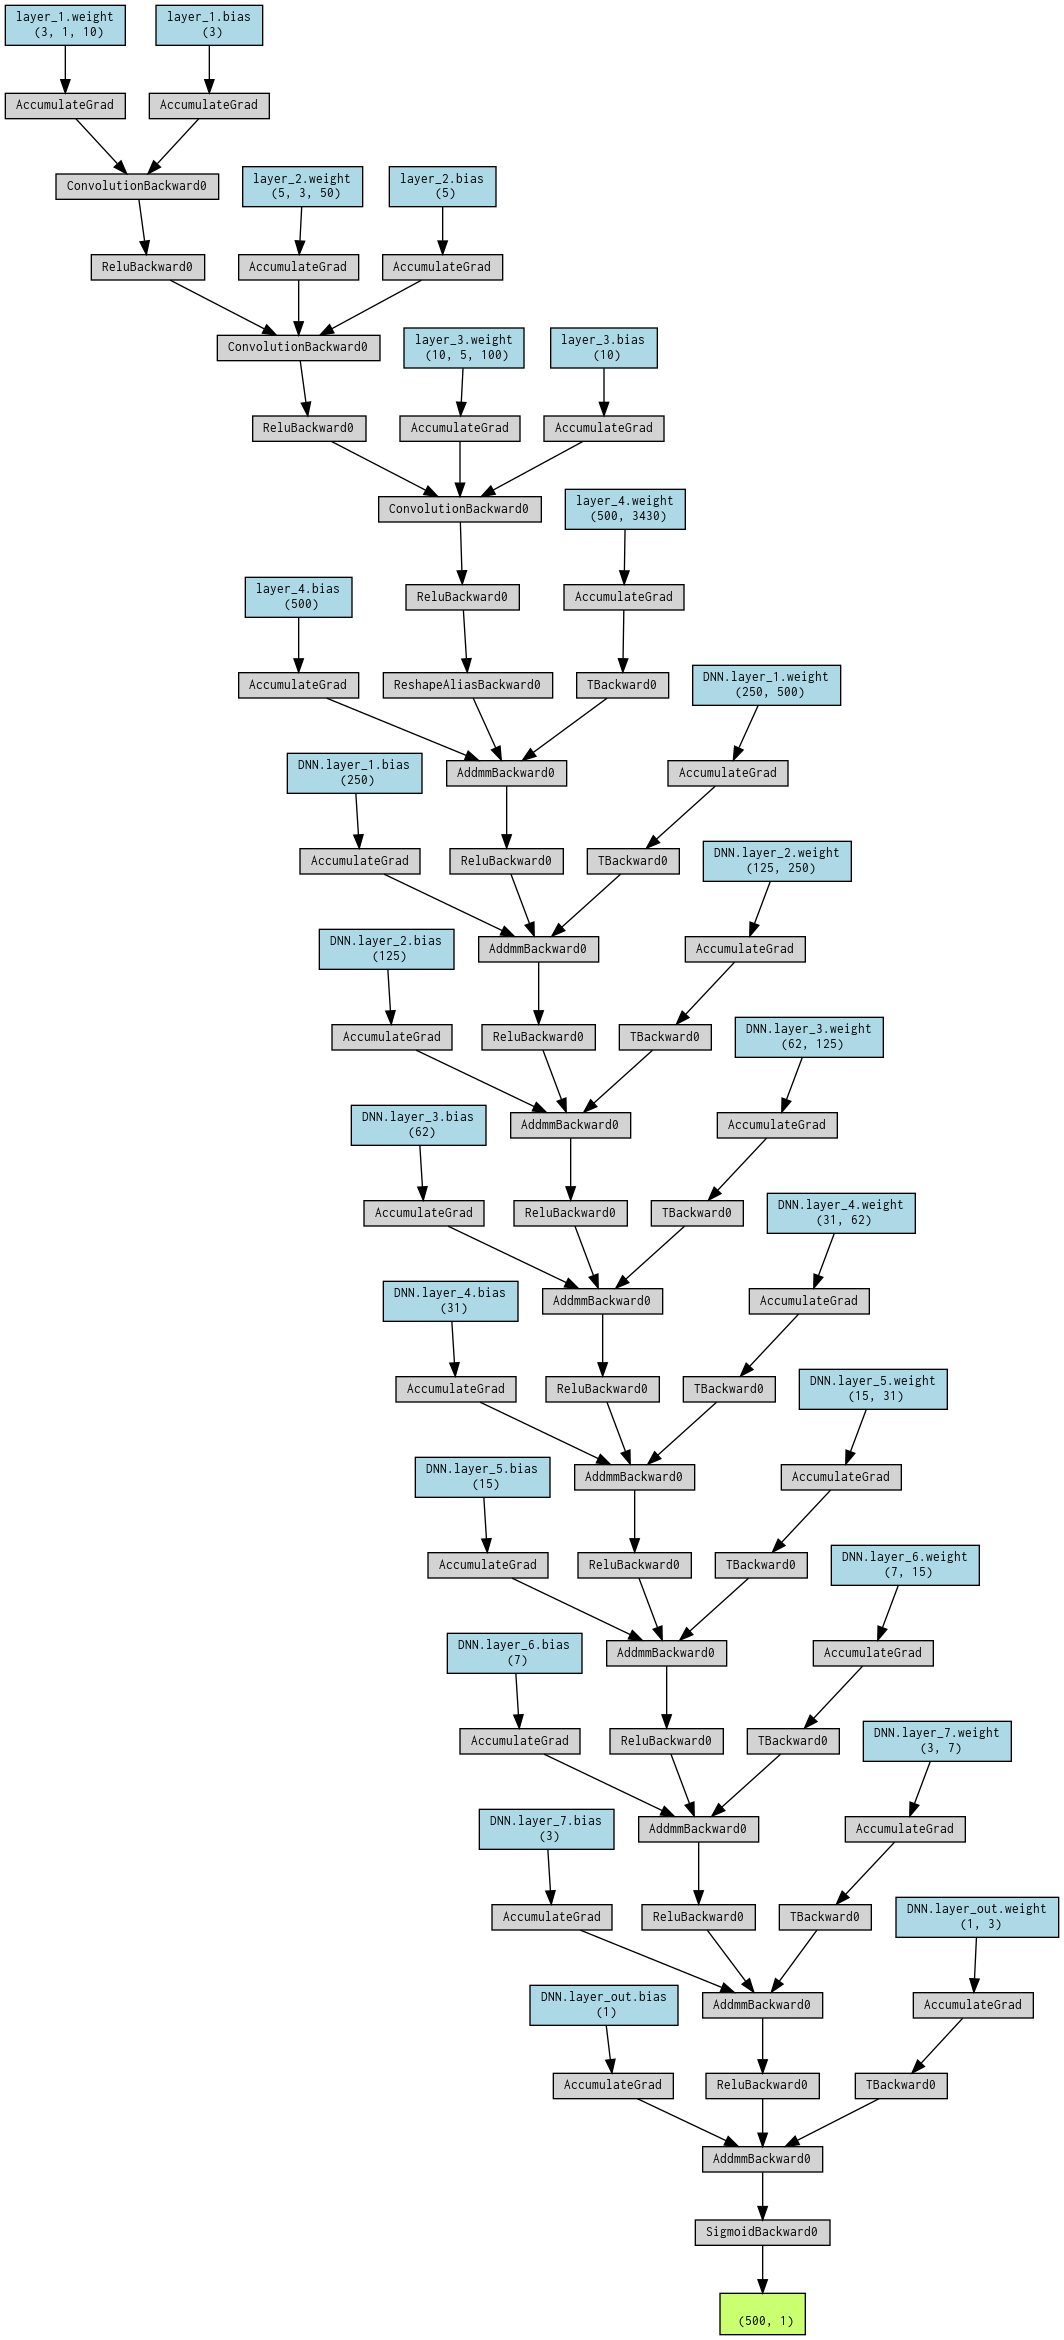 layer_1.weight
(3, 1, 10)
layer_1.bias
(3)
AccumulateGrad
AccumulateGrad
ConvolutionBackward0
layer_2.weight
(5, 3, 50)
layer_2.bias
(5)
ReluBackward0
AccumulateGrad
AccumulateGrad
ConvolutionBackward0
layer_3.weight
(10, 5, 100)
layer_3.bias
(10)
ReluBackward0
AccumulateGrad
AccumulateGrad
ConvolutionBackward0
layer_4.weight
(500, 3430)
layer_4.bias
(500)
ReluBackward0
AccumulateGrad
AccumulateGrad
ReshapeAliasBackward0
TBackward0
DNN.layer_1.weight
(250, 500)
DNN.layer_1.bias
(250)
AddmmBackward0
AccumulateGrad
AccumulateGrad
ReluBackward0
TBackward0
DNN.layer_2.weight
(125, 250)
DNN.layer_2.bias
(125)
AddmmBackward0
AccumulateGrad
AccumulateGrad
ReluBackward0
TBackward0
DNN.layer_3.weight
(62, 125)
DNN.layer_3.bias
(62)
AddmmBackward0
AccumulateGrad
AccumulateGrad
ReluBackward0
TBackward0
DNN.layer_4.weight
(31, 62)
DNN.layer_4.bias
(31)
AddmmBackward0
AccumulateGrad
AccumulateGrad
ReluBackward0
TBackward0
DNN.layer_5.weight
(15, 31)
DNN.layer_5.bias
(15)
AddmmBackward0
AccumulateGrad
AccumulateGrad
ReluBackward0
TBackward0
DNN.layer_6.weight
(7, 15)
DNN.layer_6.bias
(7)
AddmmBackward0
AccumulateGrad
AccumulateGrad
ReluBackward0
TBackward0
DNN.layer_7.weight
(3, 7)
DNN.layer_7.bias
(3)
AddmmBackward0
AccumulateGrad
AccumulateGrad
ReluBackward0
TBackward0
DNN.layer_out.weight
(1, 3)
DNN.layer_out.bias
(1)
AddmmBackward0
AccumulateGrad
AccumulateGrad
ReluBackward0
TBackward0
AddmmBackward0
SigmoidBackward0
(500, 1)